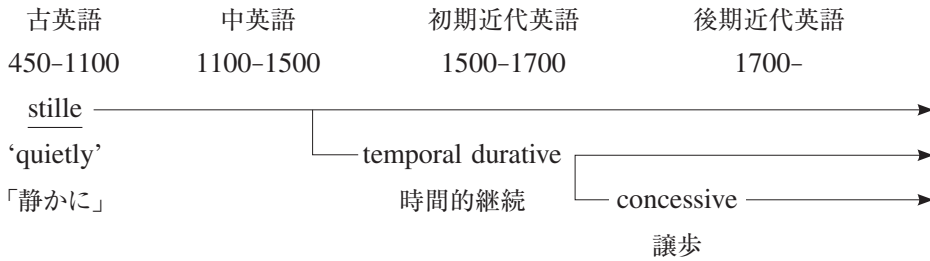 古英語 中英語 初期近代英語 後期近代英語
450–1100 1100–1500 1500–1700 1700–
stille
‘quietly’ temporal durative
「静かに」 時間的継続 concessive
譲歩